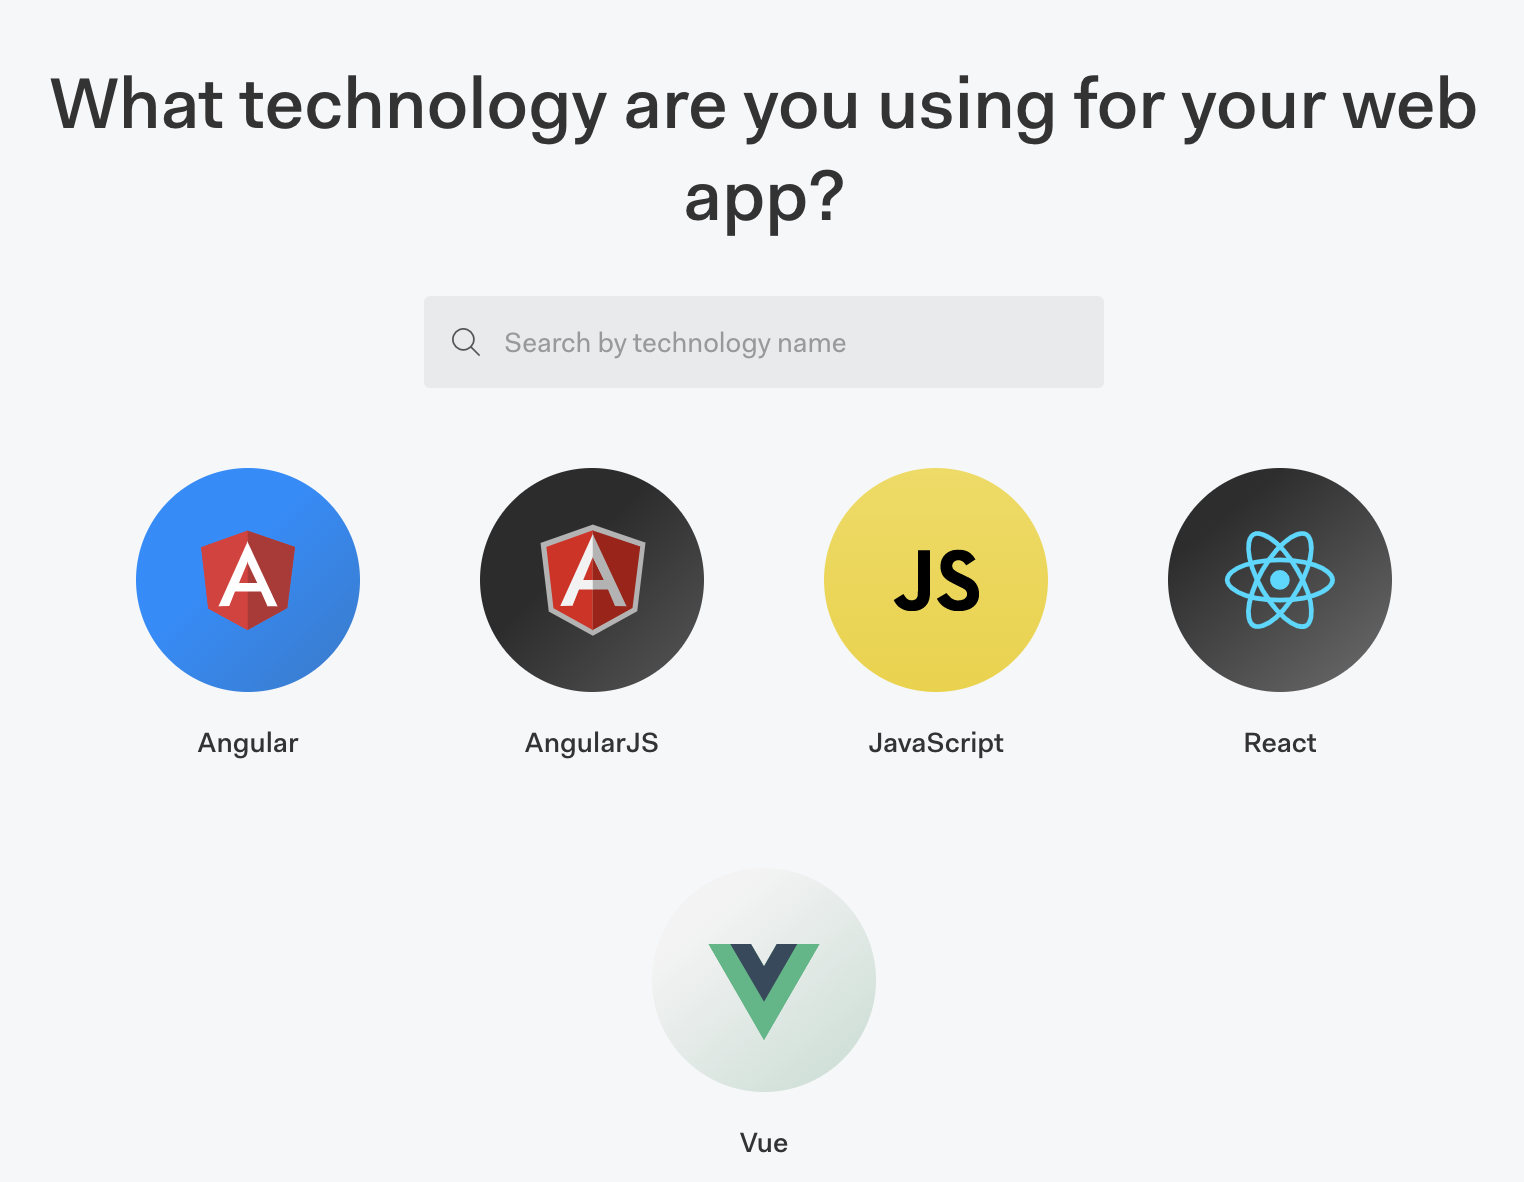 What technology are you using for your web
app?
Search by technology name
JS
Angular
AngularJS
JavaScript
React
Vue